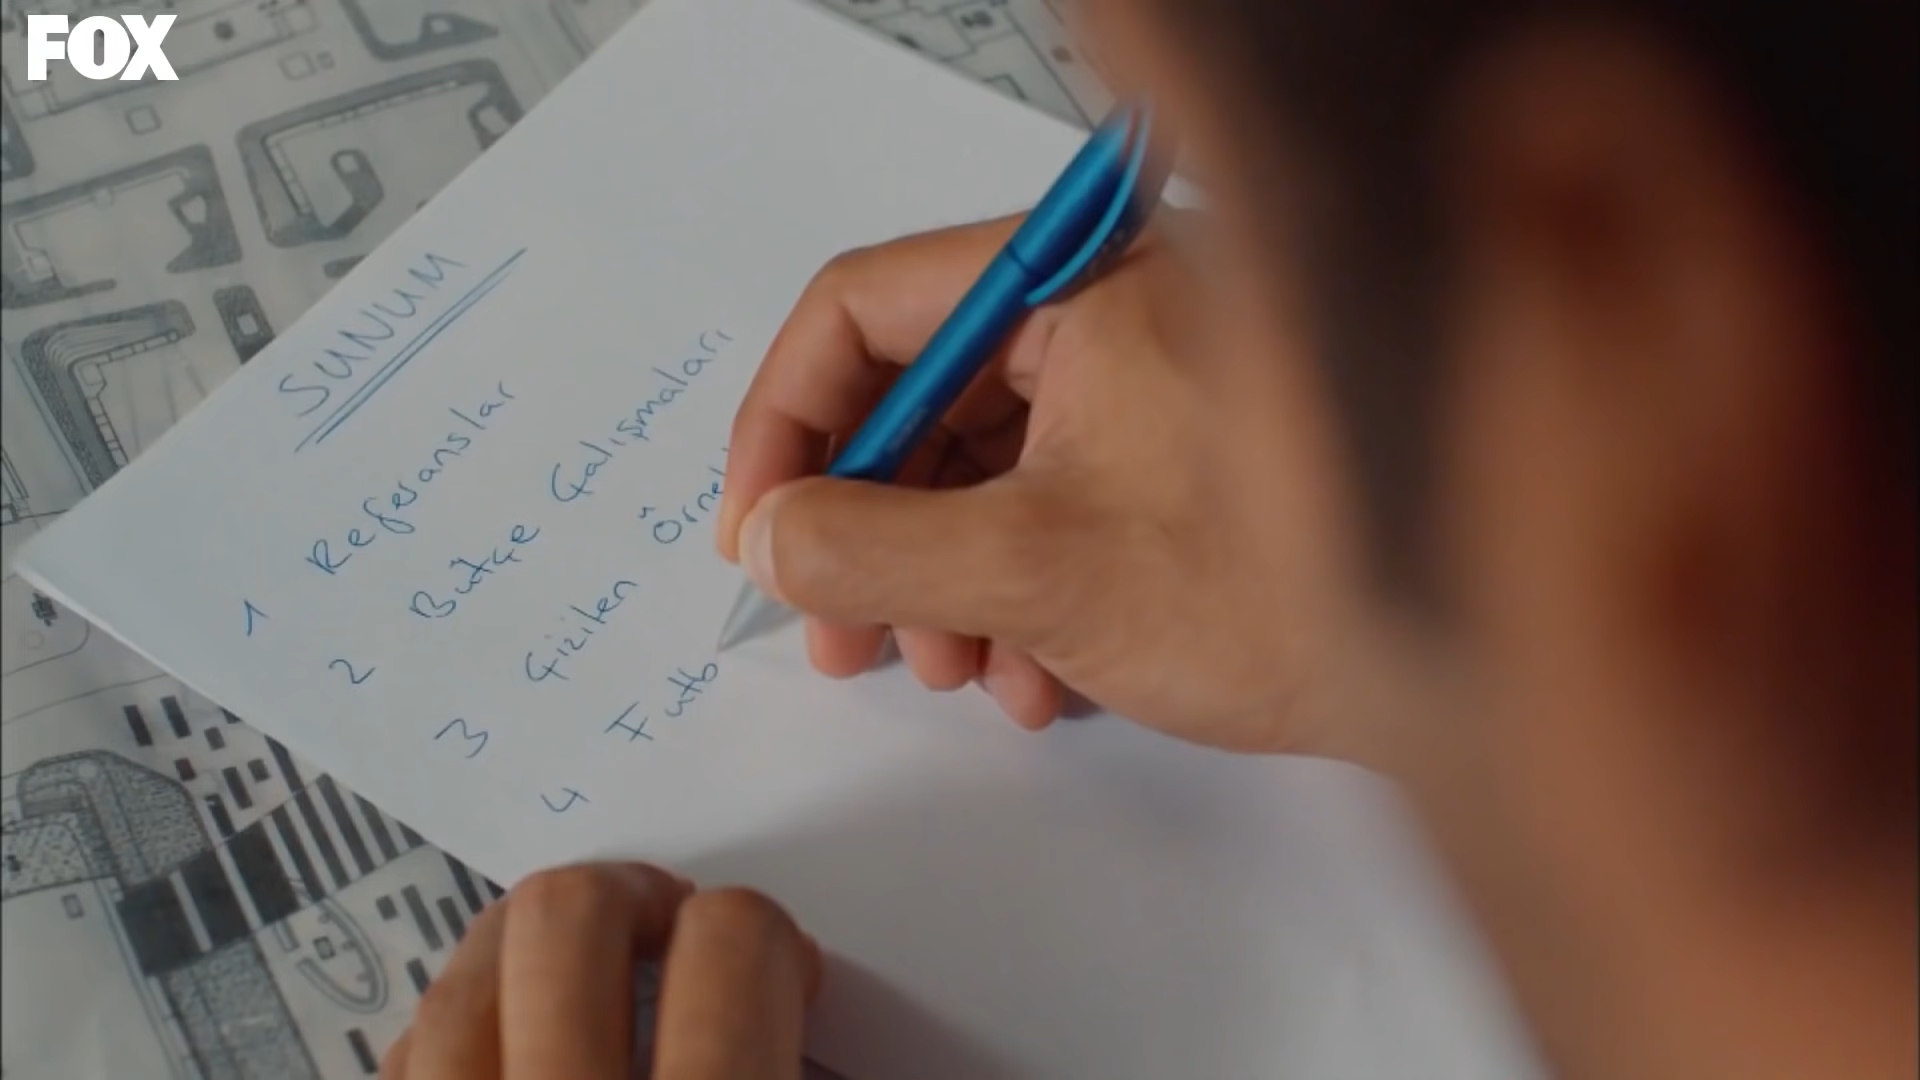 FOX
SUNUM
1 Referanslar
2 Bütçe Çalışmaları
3 Çizilen
4 Futb